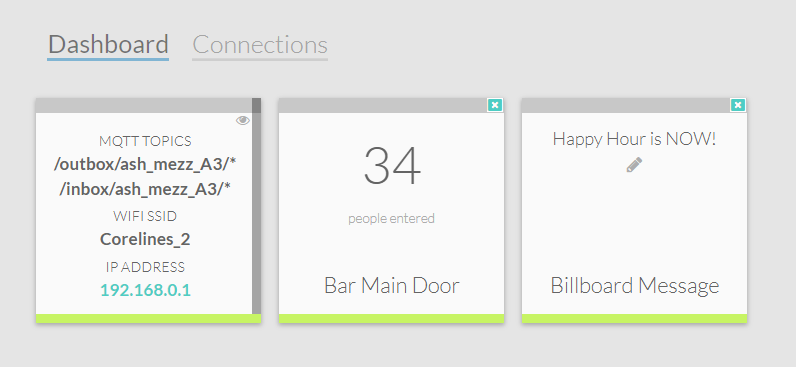 Dashboard Connections
MQTT TOPICS
/outbox/ash_mezz_A3/*
/inbox/ash_mezz_A3/*
WIFI SSID
Corelines_2
IP ADDRESS
192.168.0.1
34
people entered
Bar Main Door
Happy Hour is NOW!
Billboard Message